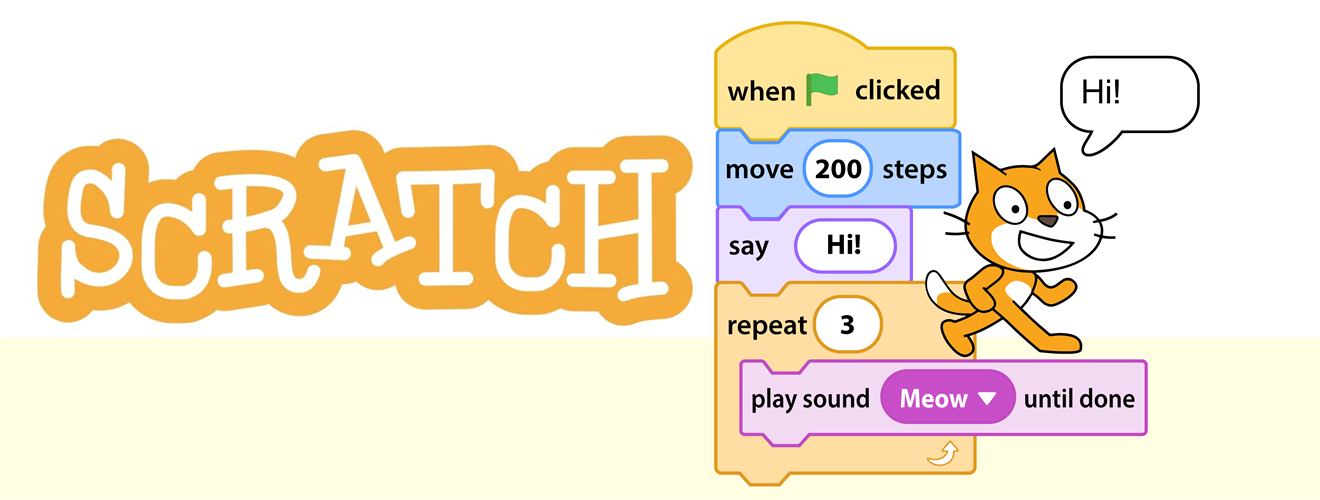 SCRATCH
when clicked
move 200 steps
say Hi!
repeat 3
play sound Meow until done
Hi!